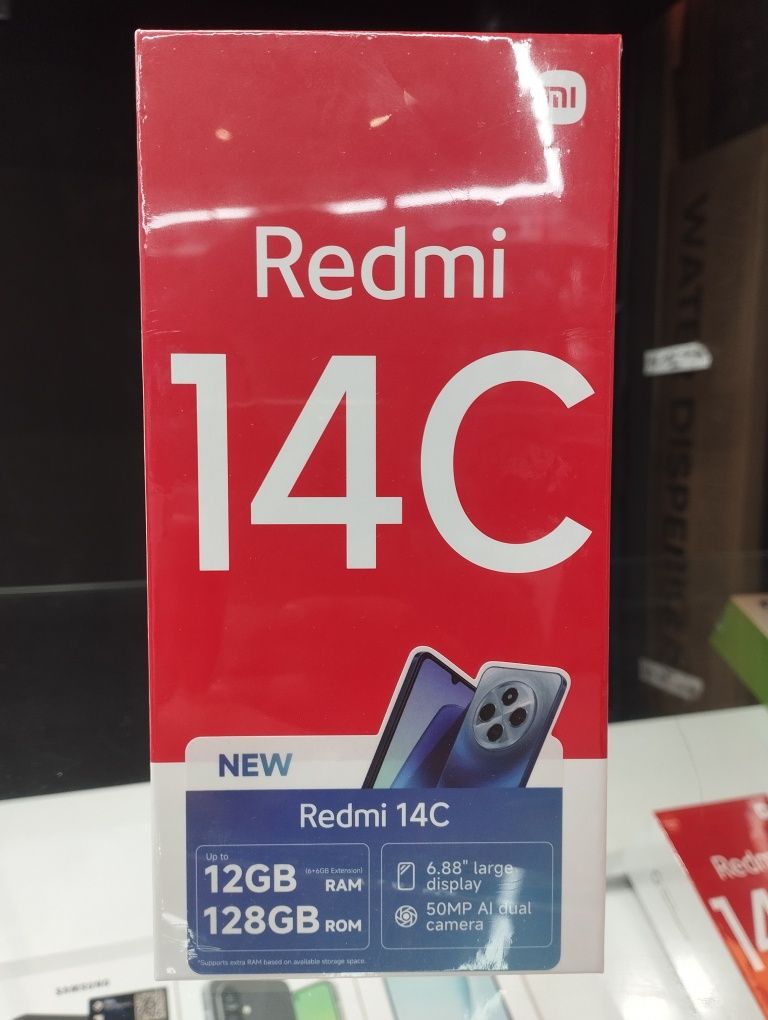 mi
Redmi
14C
NEW
Redmi 14C
Up to
12GB (6+6GB Extension) RAM
128GB ROM
6.88" large
display
50MP AI dual
camera
*Supports extra RAM based on available storage space.
SAMSUNG